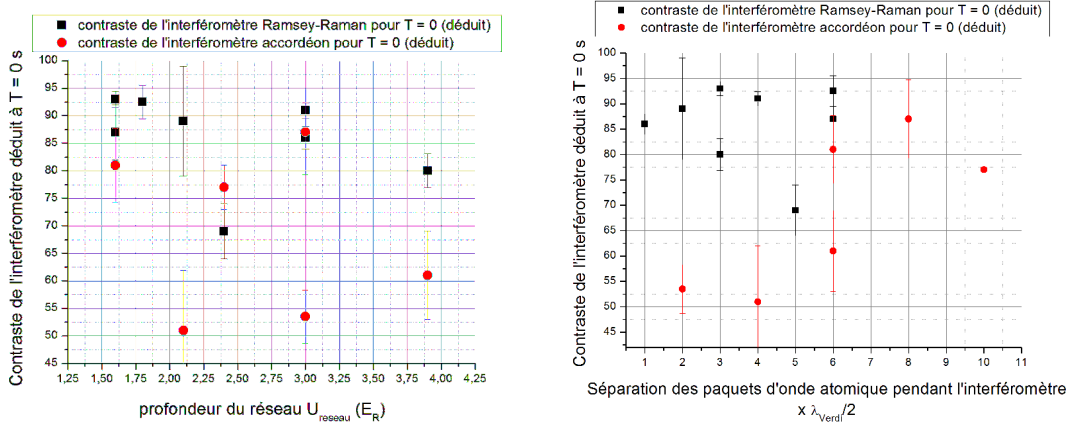 contraste de l'interféromètre Ramsey-Raman pour T = 0 (déduit)
contraste de l'interféromètre accordéon pour T = 0 (déduit)
Contraste de l'interféromètre déduit à T = 0 s
100
95
90
85
80
75
70
65
60
55
50
45
1,25 1,50 1,75 2,00 2,25 2,50 2,75 3,00 3,25 3,50 3,75 4,00 4,25
profondeur du réseau U reseau (E R)
contraste de l'interféromètre Ramsey-Raman pour T = 0 (déduit)
contraste de l'interféromètre accordéon pour T = 0 (déduit)
Contraste de l'interféromètre déduit à T = 0 s
100
95
90
85
80
75
70
65
60
55
50
45
1 2 3 4 5 6 7 8 9 10 11
Séparation des paquets d'onde atomique pendant l'interféromètre
x λ Verdi/2